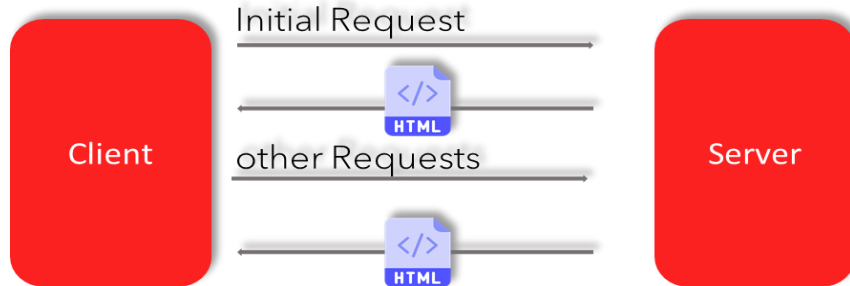 Initial Request
</>
HTML
Client
other Requests
Server
</>
HTML